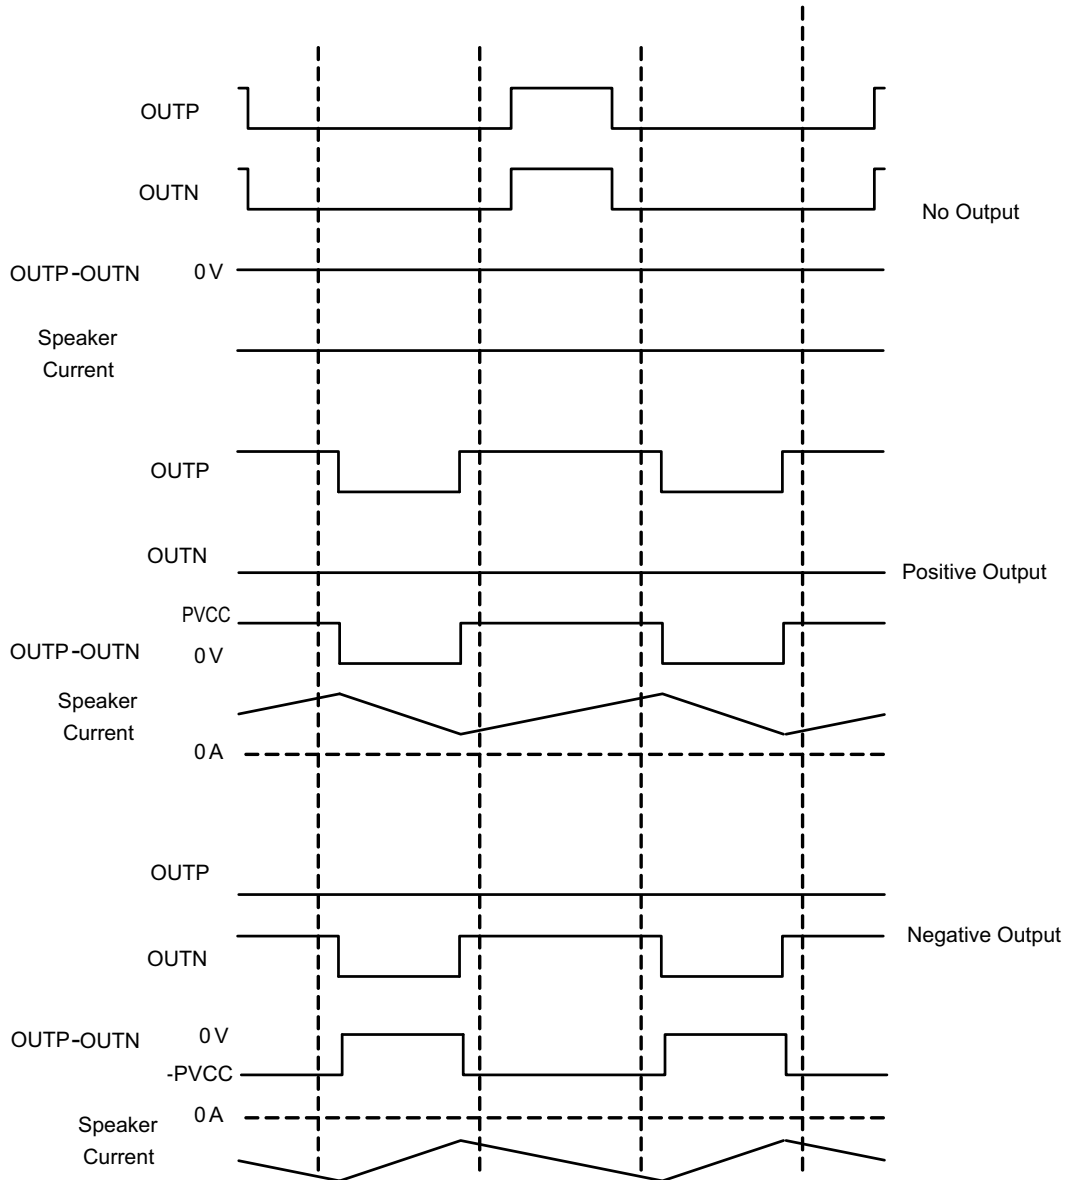 OUTP
OUTN
No Output
OUTP-OUTN 0 V
Speaker
Current
OUTP
OUTN
Positive Output
PVCC
OUTP-OUTN 0 V
Speaker
Current
0 A
OUTP
Negative Output
OUTN
OUTP-OUTN 0 V
-PVCC
0 A
Speaker
Current